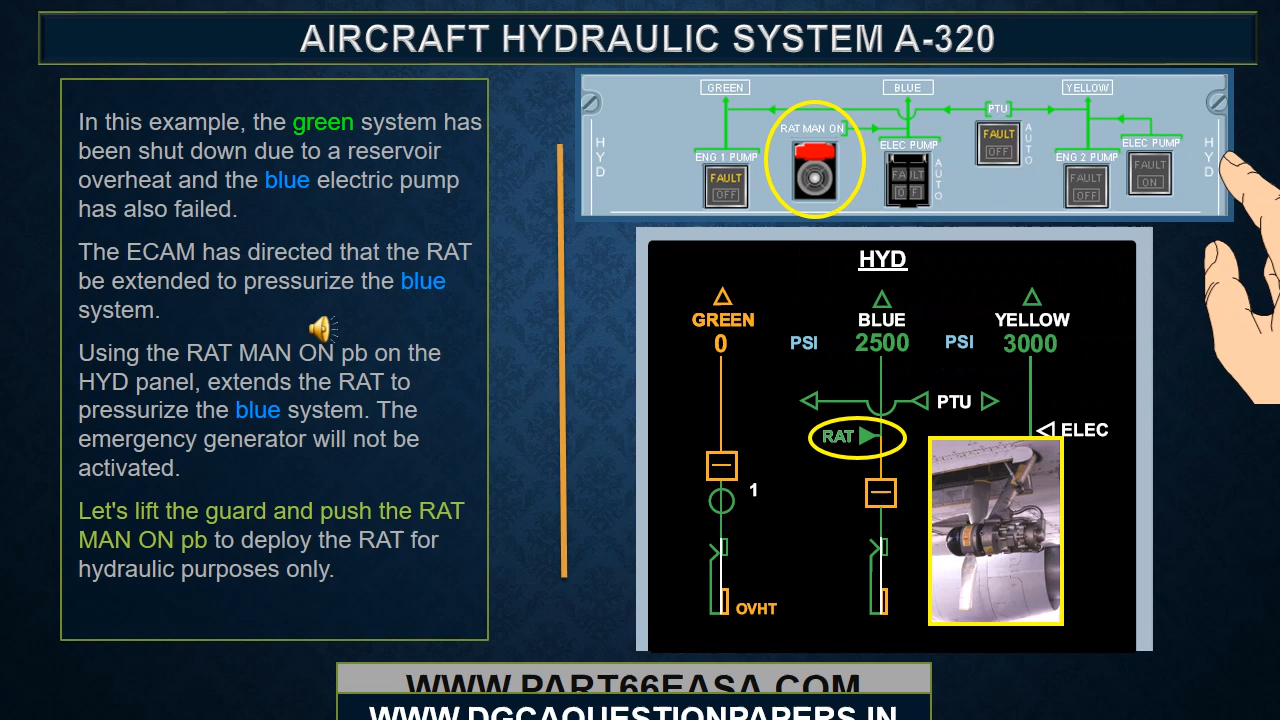 AIRCRAFT HYDRAULIC SYSTEM A-320
In this example, the green system has
been shut down due to a reservoir
overheat and the blue electric pump
has also failed.
The ECAM has directed that the RAT
be extended to pressurize the blue
system.
Using the RAT MAN ON pb on the
HYD panel, extends the RAT to
pressurize the blue system. The
emergency generator will not be
activated.
Let's lift the guard and push the RAT
MAN ON pb to deploy the RAT for
hydraulic purposes only.
GREEN BLUE YELLOW
PTU
RAT MAN ON
HYD
ENG 1 PUMP
FAULT
OFF
ELEC PUMP
FAULT
OFF
AUTO
FAULT
OFF
AUTO
ENG 2 PUMP
FAULT
OFF
ELEC PUMP
FAULT
ON
HYD
HYD
GREEN BLUE YELLOW
0 PSI 2500 PSI 3000
PTU
RAT
ELEC
1
OVHT
WWW.PART66EASA.COM
WWW.DGCAQUESTIONPAPERS.IN